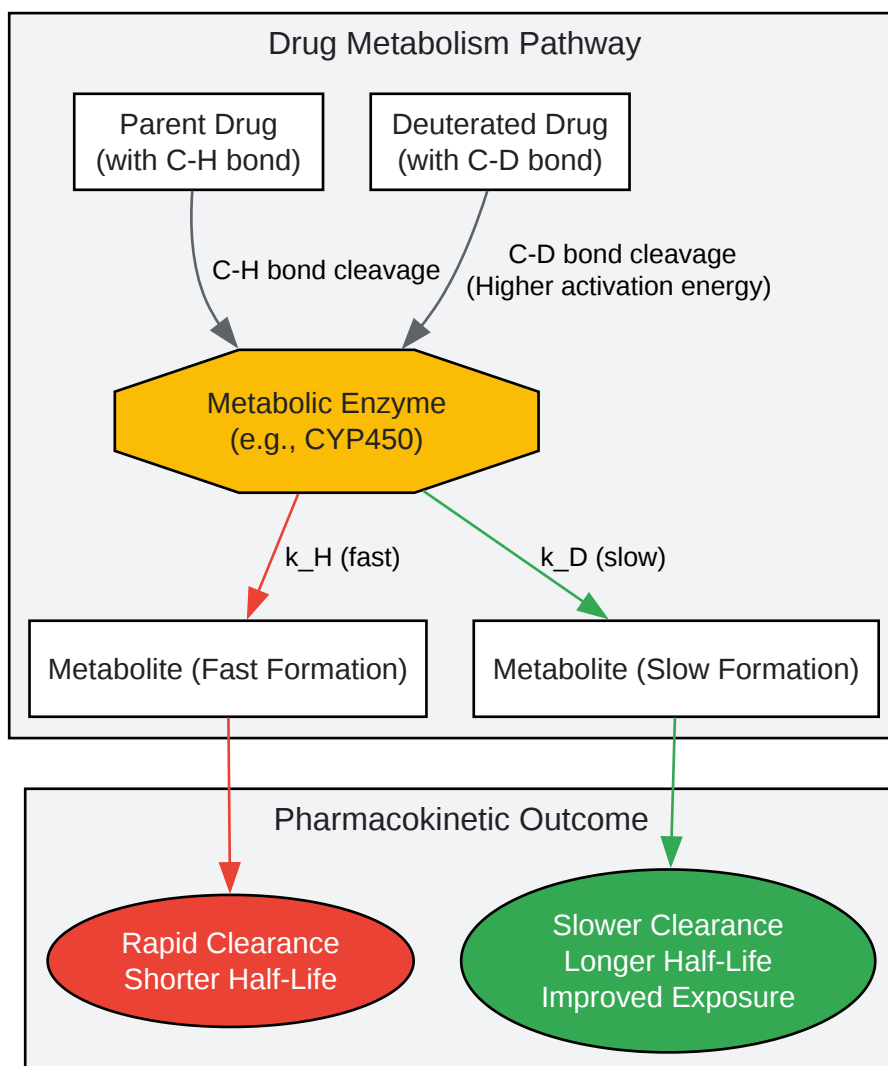 Drug Metabolism Pathway
Parent Drug
(with C-H bond)
Deuterated Drug
(with C-D bond)
C-H bond cleavage
C-D bond cleavage
(Higher activation energy)
Metabolic Enzyme
(e.g., CYP450)
k_H (fast)
k_D (slow)
Metabolite (Fast Formation)
Metabolite (Slow Formation)
Pharmacokinetic Outcome
Rapid Clearance
Shorter Half-Life
Slower Clearance
Longer Half-Life
Improved Exposure